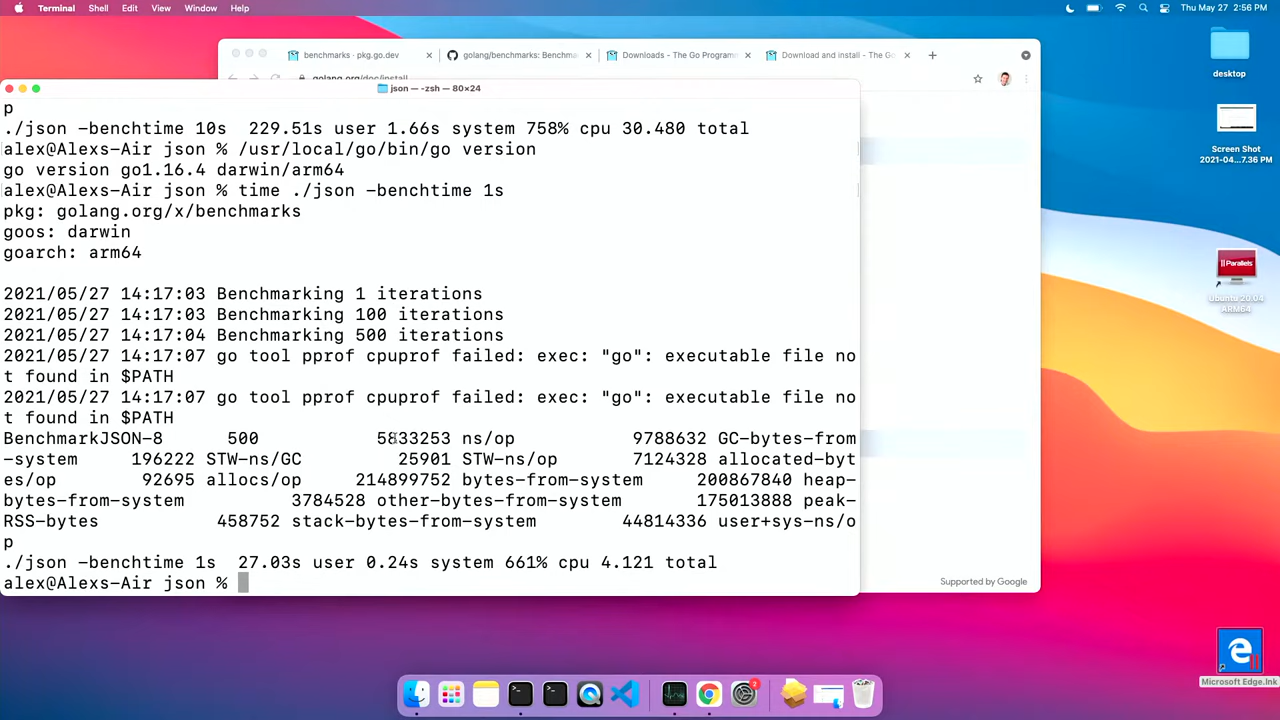 Terminal Shell Edit View Window Help
Thu May 27 2:56 PM
benchmarks · pkg.go.dev
golang/benchmarks: Benchma
Downloads - The Go Programm
Download and install - The Go
golang.org/doc/install
json — -zsh — 80×24
p
./json -benchtime 10s 229.51s user 1.66s system 758% cpu 30.480 total
alex@Alexs-Air json % /usr/local/go/bin/go version
go version go1.16.4 darwin/arm64
alex@Alexs-Air json % time ./json -benchtime 1s
pkg: golang.org/x/benchmarks
goos: darwin
goarch: arm64
2021/05/27 14:17:03 Benchmarking 1 iterations
2021/05/27 14:17:03 Benchmarking 100 iterations
2021/05/27 14:17:04 Benchmarking 500 iterations
2021/05/27 14:17:07 go tool pprof cpuprof failed: exec: "go": executable file no
t found in $PATH
2021/05/27 14:17:07 go tool pprof cpuprof failed: exec: "go": executable file no
t found in $PATH
BenchmarkJSON-8 500 5833253 ns/op 9788632 GC-bytes-from
-system 196222 STW-ns/GC 25901 STW-ns/op 7124328 allocated-byt
es/op 92695 allocs/op 214899752 bytes-from-system 200867840 heap-
bytes-from-system 3784528 other-bytes-from-system 175013888 peak-
RSS-bytes 458752 stack-bytes-from-system 44814336 user+sys-ns/o
p
./json -benchtime 1s 27.03s user 0.24s system 661% cpu 4.121 total
alex@Alexs-Air json %
Supported by Google
desktop
Screen Shot
2021-04...7.36 PM
Parallels
Ubuntu 20.04
ARM64
Microsoft Edge.lnk
2